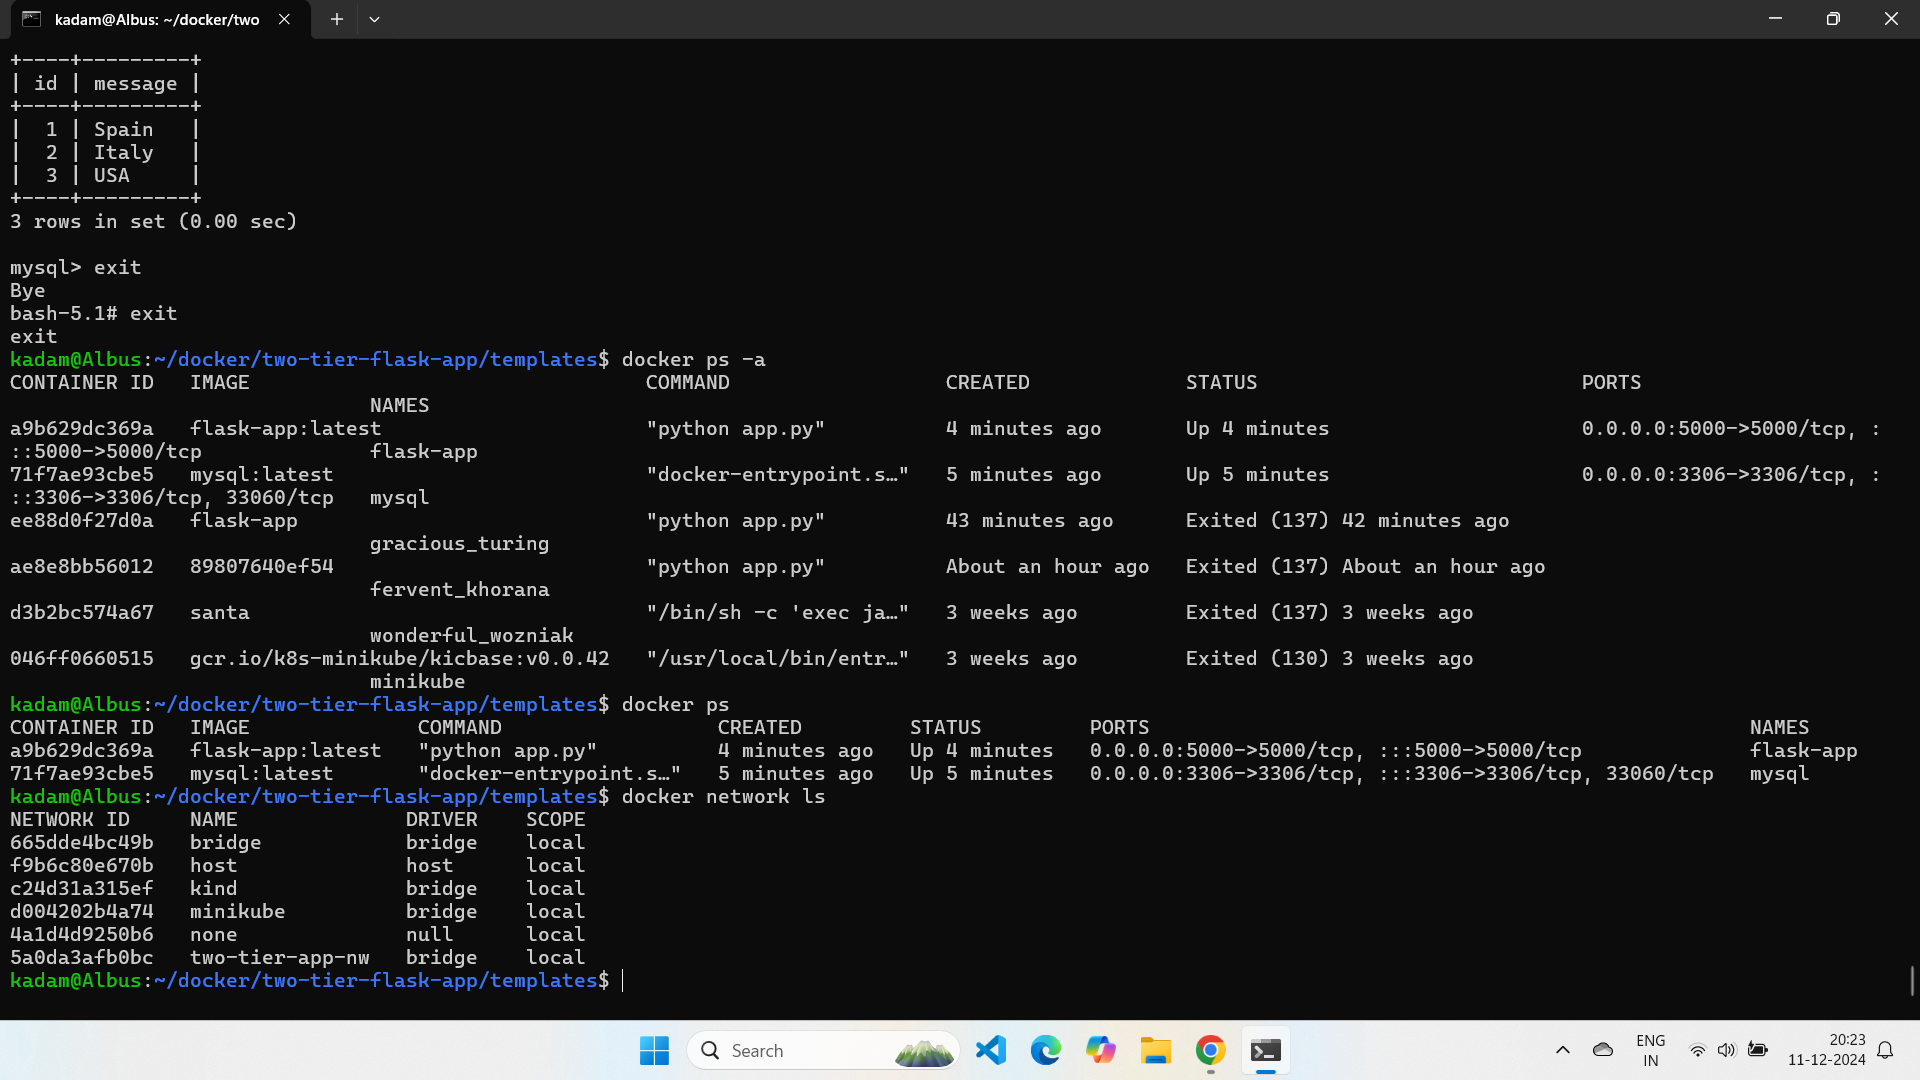 kadam@Albus: ~/docker/two
+----+---------+
| id | message |
+----+---------+
|  1 | Spain   |
|  2 | Italy   |
|  3 | USA     |
+----+---------+
3 rows in set (0.00 sec)
mysql> exit
Bye
bash-5.1# exit
exit
kadam@Albus:~/docker/two-tier-flask-app/templates$ docker ps -a
CONTAINER ID   IMAGE                                 COMMAND                  CREATED             STATUS                           PORTS
NAMES
a9b629dc369a   flask-app:latest                      "python app.py"          4 minutes ago       Up 4 minutes                     0.0.0.0:5000->5000/tcp, :
::5000->5000/tcp              flask-app
71f7ae93cbe5   mysql:latest                          "docker-entrypoint.s…"   5 minutes ago       Up 5 minutes                     0.0.0.0:3306->3306/tcp, :
::3306->3306/tcp, 33060/tcp   mysql
ee88d0f27d0a   flask-app                             "python app.py"          43 minutes ago      Exited (137) 42 minutes ago
gracious_turing
ae8e8bb56012   89807640ef54                          "python app.py"          About an hour ago   Exited (137) About an hour ago
fervent_khorana
d3b2bc574a67   santa                                 "/bin/sh -c 'exec ja…"   3 weeks ago         Exited (137) 3 weeks ago
wonderful_wozniak
046ff0660515   gcr.io/k8s-minikube/kicbase:v0.0.42   "/usr/local/bin/entr…"   3 weeks ago         Exited (130) 3 weeks ago
minikube
kadam@Albus:~/docker/two-tier-flask-app/templates$ docker ps
CONTAINER ID   IMAGE              COMMAND                  CREATED         STATUS         PORTS                                                  NAMES
a9b629dc369a   flask-app:latest   "python app.py"          4 minutes ago   Up 4 minutes   0.0.0.0:5000->5000/tcp, :::5000->5000/tcp              flask-app
71f7ae93cbe5   mysql:latest       "docker-entrypoint.s…"   5 minutes ago   Up 5 minutes   0.0.0.0:3306->3306/tcp, :::3306->3306/tcp, 33060/tcp   mysql
kadam@Albus:~/docker/two-tier-flask-app/templates$ docker network ls
NETWORK ID     NAME              DRIVER    SCOPE
665dde4bc49b   bridge            bridge    local
f9b6c80e670b   host              host      local
c24d31a315ef   kind              bridge    local
d004202b4a74   minikube          bridge    local
4a1d4d9250b6   none              null      local
5a0da3afb0bc   two-tier-app-nw   bridge    local
kadam@Albus:~/docker/two-tier-flask-app/templates$
Search
ENG
IN
20:23
11-12-2024